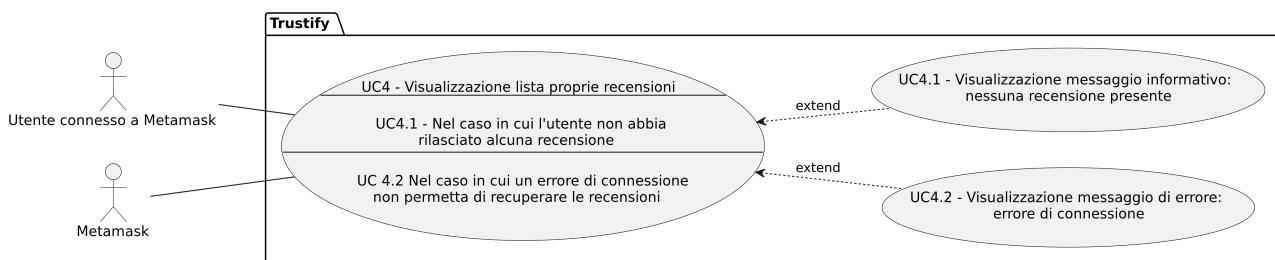 Trustify
Utente connesso a Metamask
Metamask
UC4 - Visualizzazione lista proprie recensioni
UC4.1 - Nel caso in cui l'utente non abbia
rilasciato alcuna recensione
UC 4.2 Nel caso in cui un errore di connessione
non permetta di recuperare le recensioni
extend
UC4.1 - Visualizzazione messaggio informativo:
nessuna recensione presente
extend
UC4.2 - Visualizzazione messaggio di errore:
errore di connessione